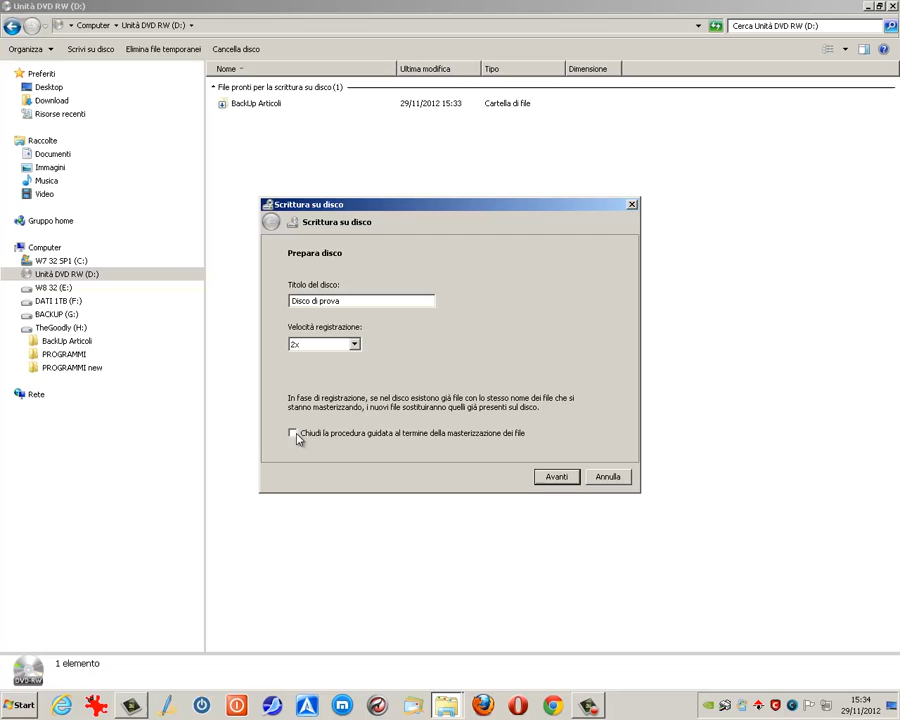 Unità DVD RW (D:)
Computer
Unità DVD RW (D:)
Cerca Unità DVD RW (D:)
Organizza
Scrivi su disco
Elimina file temporanei
Cancella disco
Preferiti
Desktop
Download
Risorse recenti
Raccolte
Documenti
Immagini
Musica
Video
Gruppo home
Computer
W7 32 SP1 (C:)
Unità DVD RW (D:)
W8 32 (E:)
DATI 1TB (F:)
BACKUP (G:)
TheGoodly (H:)
BackUp Articoli
PROGRAMMI
PROGRAMMI new
Rete
Nome
Ultima modifica
Tipo
Dimensione
File pronti per la scrittura su disco (1)
BackUp Articoli
29/11/2012 15:33
Cartella di file
Scrittura su disco
Scrittura su disco
Prepara disco
Titolo del disco:
Disco di prova
Velocità registrazione:
2x
In fase di registrazione, se nel disco esistono già file con lo stesso nome dei file che si
stanno masterizzando, i nuovi file sostituiranno quelli già presenti sul disco.
Chiudi la procedura guidata al termine della masterizzazione dei file
Avanti
Annulla
DVD-RW
1 elemento
Start
15:34
29/11/2012